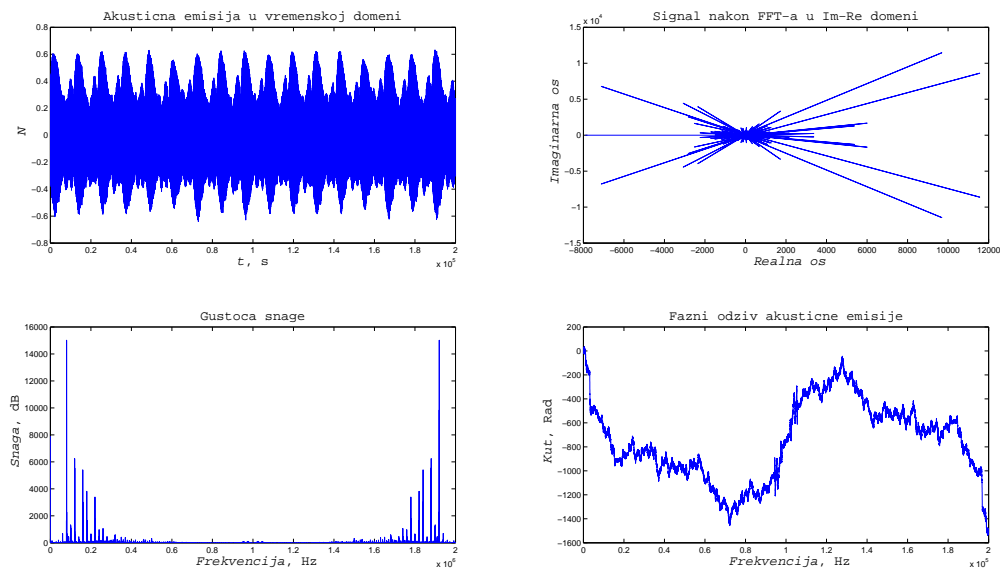 Akusticna emisija u vremenskoj domeni
0.8
0.6
0.4
0.2
0
−0.2
−0.4
−0.6
−0.8
N
0 0.2 0.4 0.6 0.8 1 1.2 1.4 1.6 1.8 2
x 10^5
t, s
Signal nakon FFT-a u Im-Re domeni
x 10^4
1.5
1
0.5
0
−0.5
−1
−1.5
Imaginarna os
−8000 −6000 −4000 −2000 0 2000 4000 6000 8000 10000 12000
Realna os
Gustoca snage
16000
14000
12000
10000
8000
6000
4000
2000
0
Snaga, dB
0 0.2 0.4 0.6 0.8 1 1.2 1.4 1.6 1.8 2
x 10^6
Frekvencija, Hz
Fazni odziv akusticne emisije
200
0
−200
−400
−600
−800
−1000
−1200
−1400
−1600
Kut, Rad
0 0.2 0.4 0.6 0.8 1 1.2 1.4 1.6 1.8 2
x 10^5
Frekvencija, Hz